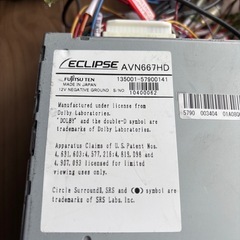 ECLIPSE AVN667HD
FUJITSU TEN 135001-57900141
MADE IN JAPAN
12V NEGATIVE GROUND S/NO
10400062
Manufactured under license from
Dolby Laboratories.
"DOLBY" and the double-D symbol are
trademarks of Dolby Laboratories.
Apparatus Claims of U.S. Patent Nos.
4,631,603;4,577,216;4,819,098 and
4,907,093 licensed for limited
viewing uses only.
Circle Surround II, SRS and (●) symbol are
trademarks of SRS Labs, Inc.
5790 003404